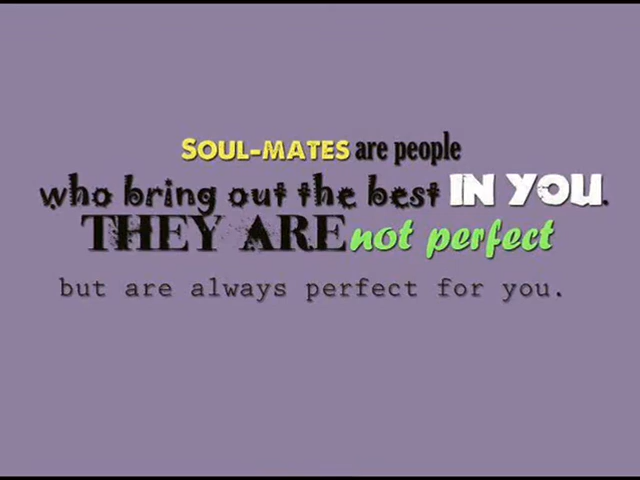 SOUL-MATES are people
who bring out the best IN YOU.
THEY ARE not perfect
but are always perfect for you.